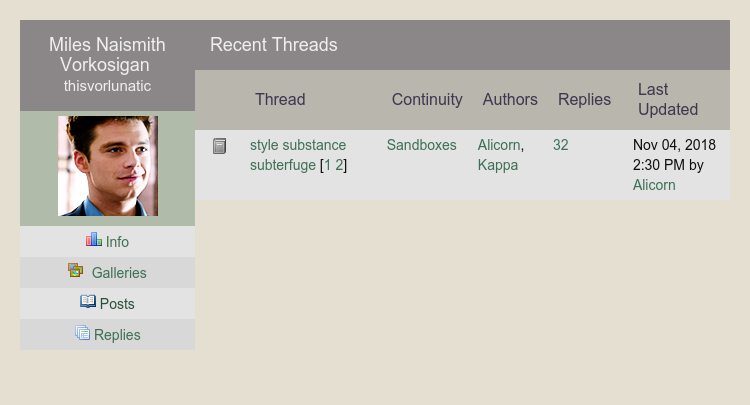 Miles Naismith
Vorkosigan
thisvorlunatic
Info
Galleries
Posts
Replies
Recent Threads
Thread Continuity Authors Replies Last
Updated
style substance Sandboxes Alicorn, 32 Nov 04, 2018
subterfuge [1 2] Kappa 2:30 PM by
Alicorn